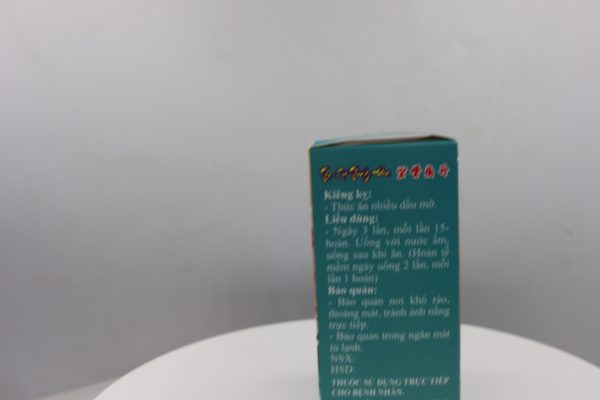 Kiêng kỵ:
- Thức ăn nhiều dầu mỡ.
Liều dùng:
- Ngày 3 lần, mỗi lần 15-
hoàn. Uống với nước ấm,
uống sau khi ăn. (Hoàn tễ
mềm ngày uống 2 lần, mỗi
lần 1 hoàn)
Bảo quản:
- Bảo quản nơi khô ráo,
thoáng mát, tránh ánh nắng
trực tiếp.
- Bảo quản trong ngăn mát
tủ lạnh.
NSX:
HSD:
THUỐC SỬ DỤNG TRỰC TIẾP
CHO BỆNH NHÂN.